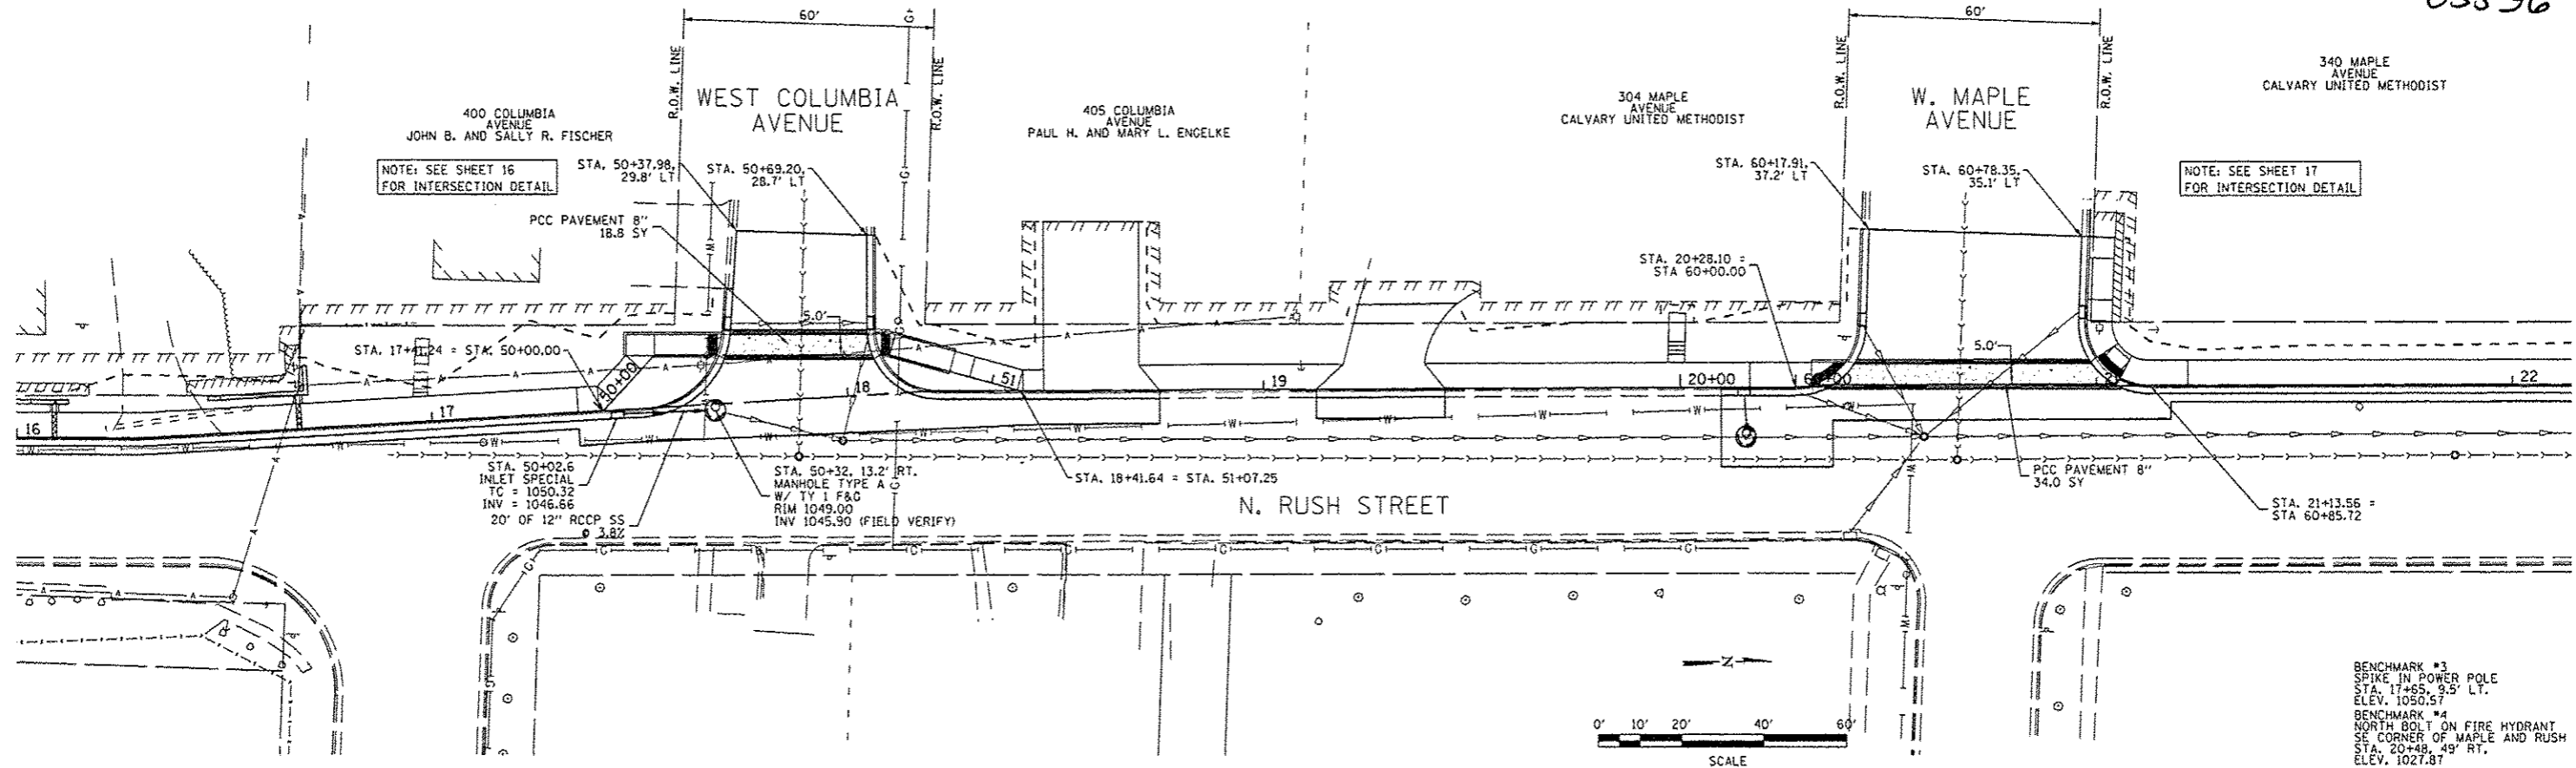 60'
60'
R.O.W. LINE
R.O.W. LINE
R.O.W. LINE
R.O.W. LINE
400 COLUMBIA
AVENUE
JOHN B. AND SALLY R. FISCHER
WEST COLUMBIA
AVENUE
405 COLUMBIA
AVENUE
PAUL H. AND MARY L. ENGELKE
304 MAPLE
AVENUE
CALVARY UNITED METHODIST
W. MAPLE
AVENUE
340 MAPLE
AVENUE
CALVARY UNITED METHODIST
NOTE: SEE SHEET 16
FOR INTERSECTION DETAIL
STA. 50+37.98,
29.8' LT
STA. 50+69.20,
28.7' LT
STA. 60+17.91,
37.2' LT
STA. 60+78.35,
35.1' LT
NOTE: SEE SHEET 17
FOR INTERSECTION DETAIL
PCC PAVEMENT 8"
18.8 SY
STA. 20+28.10 =
STA 60+00.00
5.0'
5.0'
STA. 17+41.24 = STA. 50+00.00
50+00
16
17
18
51
19
20+00
22
STA. 50+02.6
INLET SPECIAL
TC = 1050.32
INV = 1046.66
20' OF 12" RCCP SS
@ 3.8%
STA. 50+32, 13.2' RT.
MANHOLE TYPE A
W/ TY 1 F&G
RIM 1049.00
INV 1045.90 (FIELD VERIFY)
STA. 18+41.64 = STA. 51+07.25
N. RUSH STREET
PCC PAVEMENT 8"
34.0 SY
STA. 21+13.56 =
STA 60+85.72
Z
0' 10' 20' 40' 60'
SCALE
BENCHMARK #3
SPIKE IN POWER POLE
STA. 17+65, 9.5' LT.
ELEV. 1050.57
BENCHMARK #4
NORTH BOLT ON FIRE HYDRANT
SE CORNER OF MAPLE AND RUSH
STA. 20+48, 49' RT.
ELEV. 1027.87